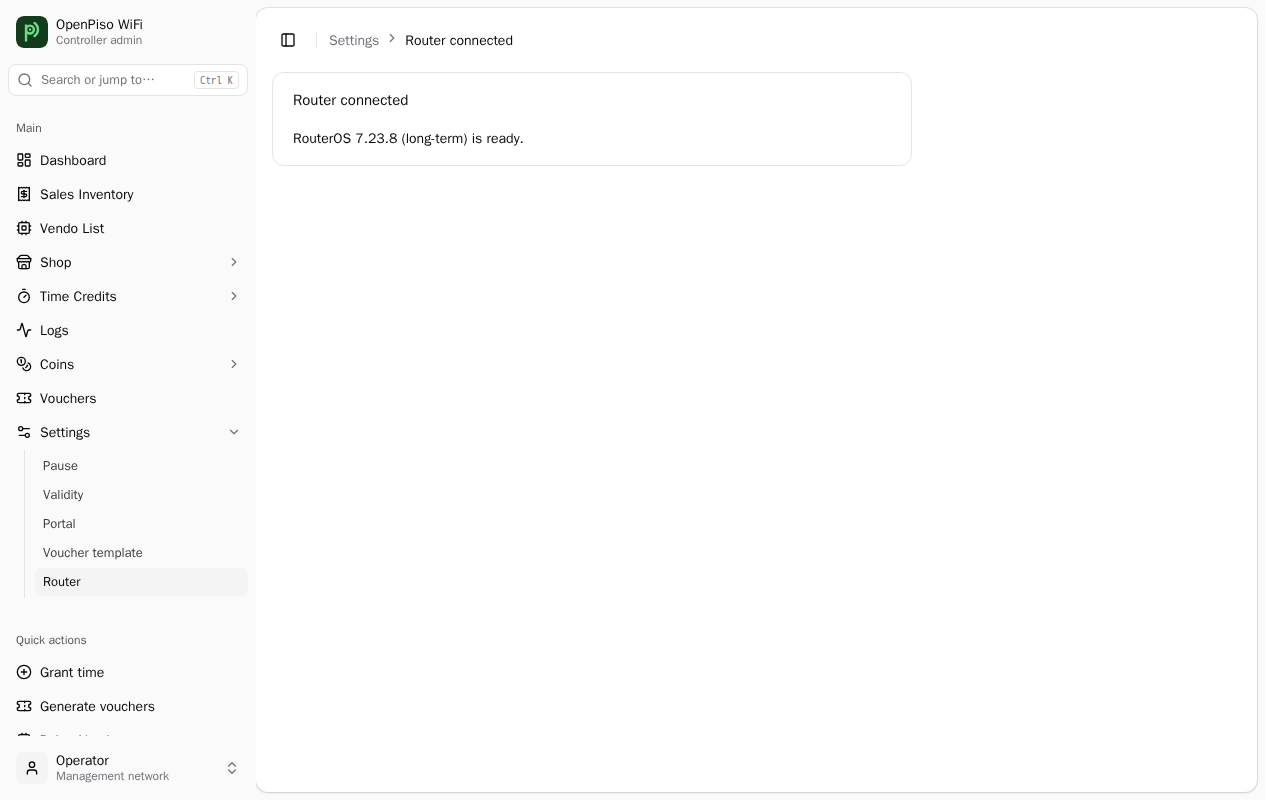 OpenPiso WiFi
Controller admin
Search or jump to···
Ctrl K
Main
Dashboard
Sales Inventory
Vendo List
Shop
Time Credits
Logs
Coins
Vouchers
Settings
Pause
Validity
Portal
Voucher template
Router
Quick actions
Grant time
Generate vouchers
Operator
Management network
Settings > Router connected
Router connected
RouterOS 7.23.8 (long-term) is ready.